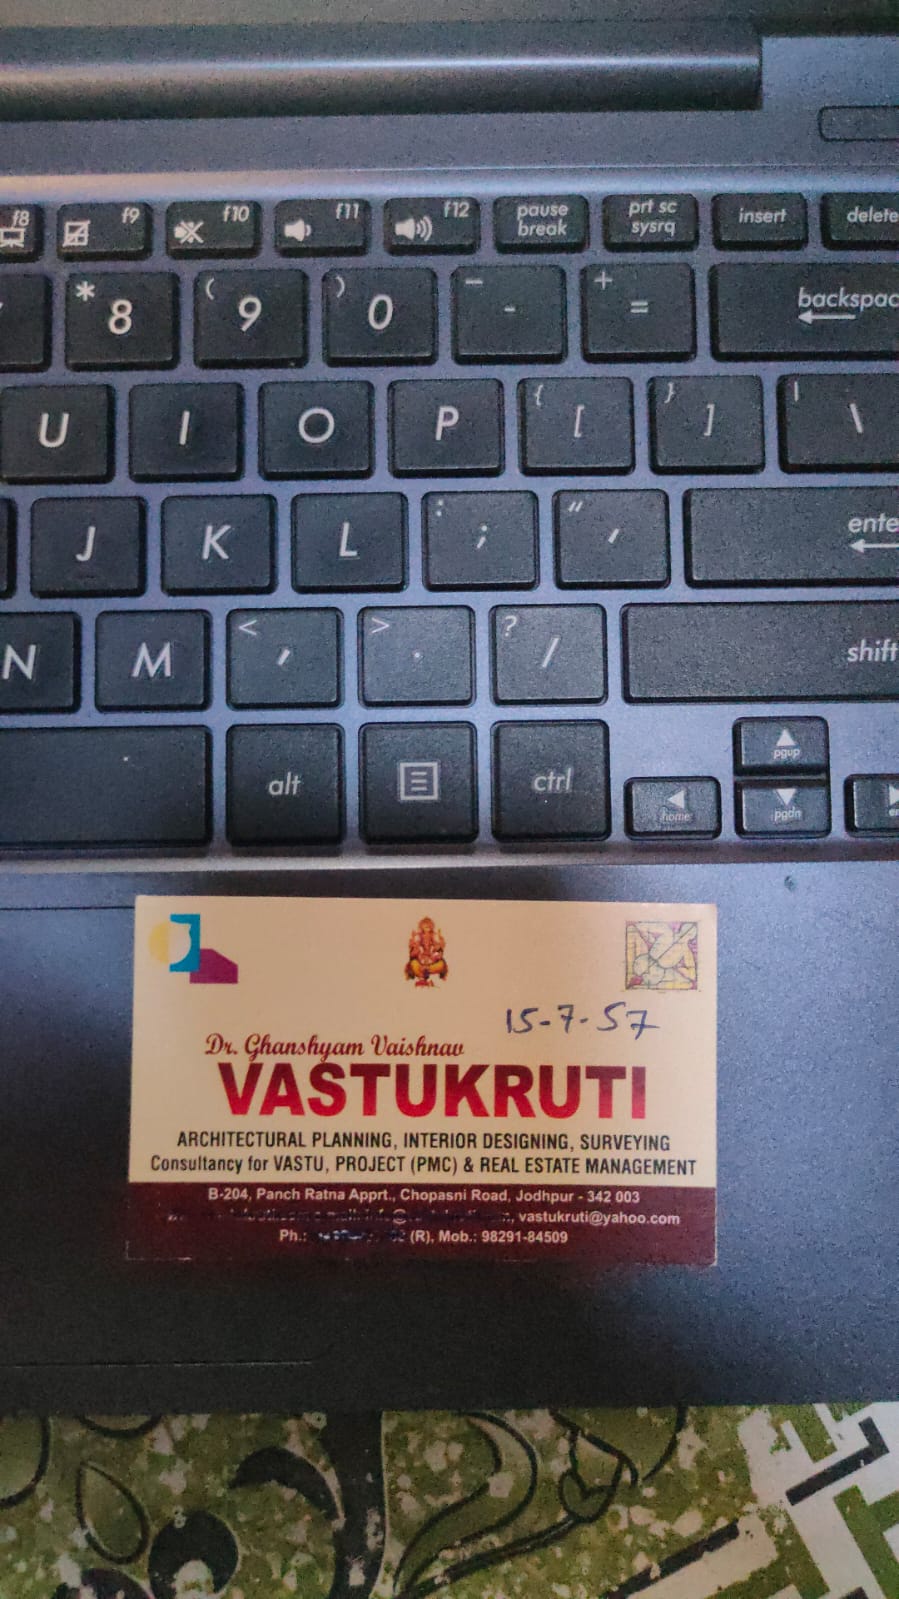 f8 f9 f10 f11 f12 pause break prt sc sysrq insert delete
* 8 ( 9 ) 0 _ - + = backspac
U I O P { [ } ] | \
J K L : ; " ' ente
N M < , > . ? / shift
alt ctrl home pgup pgdn
15-7-57
Dr. Ghanshyam Vaishnav
VASTUKRUTI
ARCHITECTURAL PLANNING, INTERIOR DESIGNING, SURVEYING
Consultancy for VASTU, PROJECT (PMC) & REAL ESTATE MANAGEMENT
B-204, Panch Ratna Apprt., Chopasni Road, Jodhpur - 342 003
vastukruti@yahoo.com
Ph.: (R), Mob.: 98291-84509